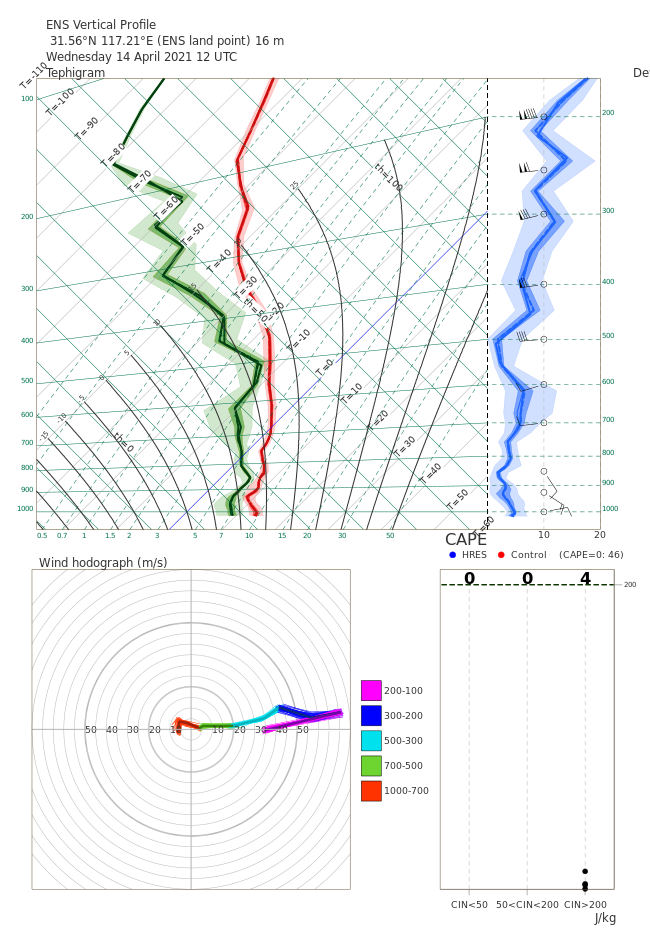 ENS Vertical Profile
31.56°N 117.21°E (ENS land point) 16 m
Wednesday 14 April 2021 12 UTC
Tephigram
De
T=-110
T=-100
T=-90
T=-80
T=-70
T=-60
T=-50
T=-40
T=-30
T=-20
T=-10
T=0
T=10
T=20
T=30
T=40
T=50
T=60
th=100
th=0
25
10
5
-5
-10
-15
100
200
300
400
500
600
700
800
900
1000
0.5 0.7 1 1.5 2 3 5 7 10 15 20 30 50
200
300
400
500
600
700
800
900
1000
10 20
CAPE
HRES Control (CAPE=0: 46)
0 0 4
200
CIN<50 50<CIN<200 CIN>200
J/kg
Wind hodograph (m/s)
50 40 30 20 10 10 20 30 40 50
200-100
300-200
500-300
700-500
1000-700